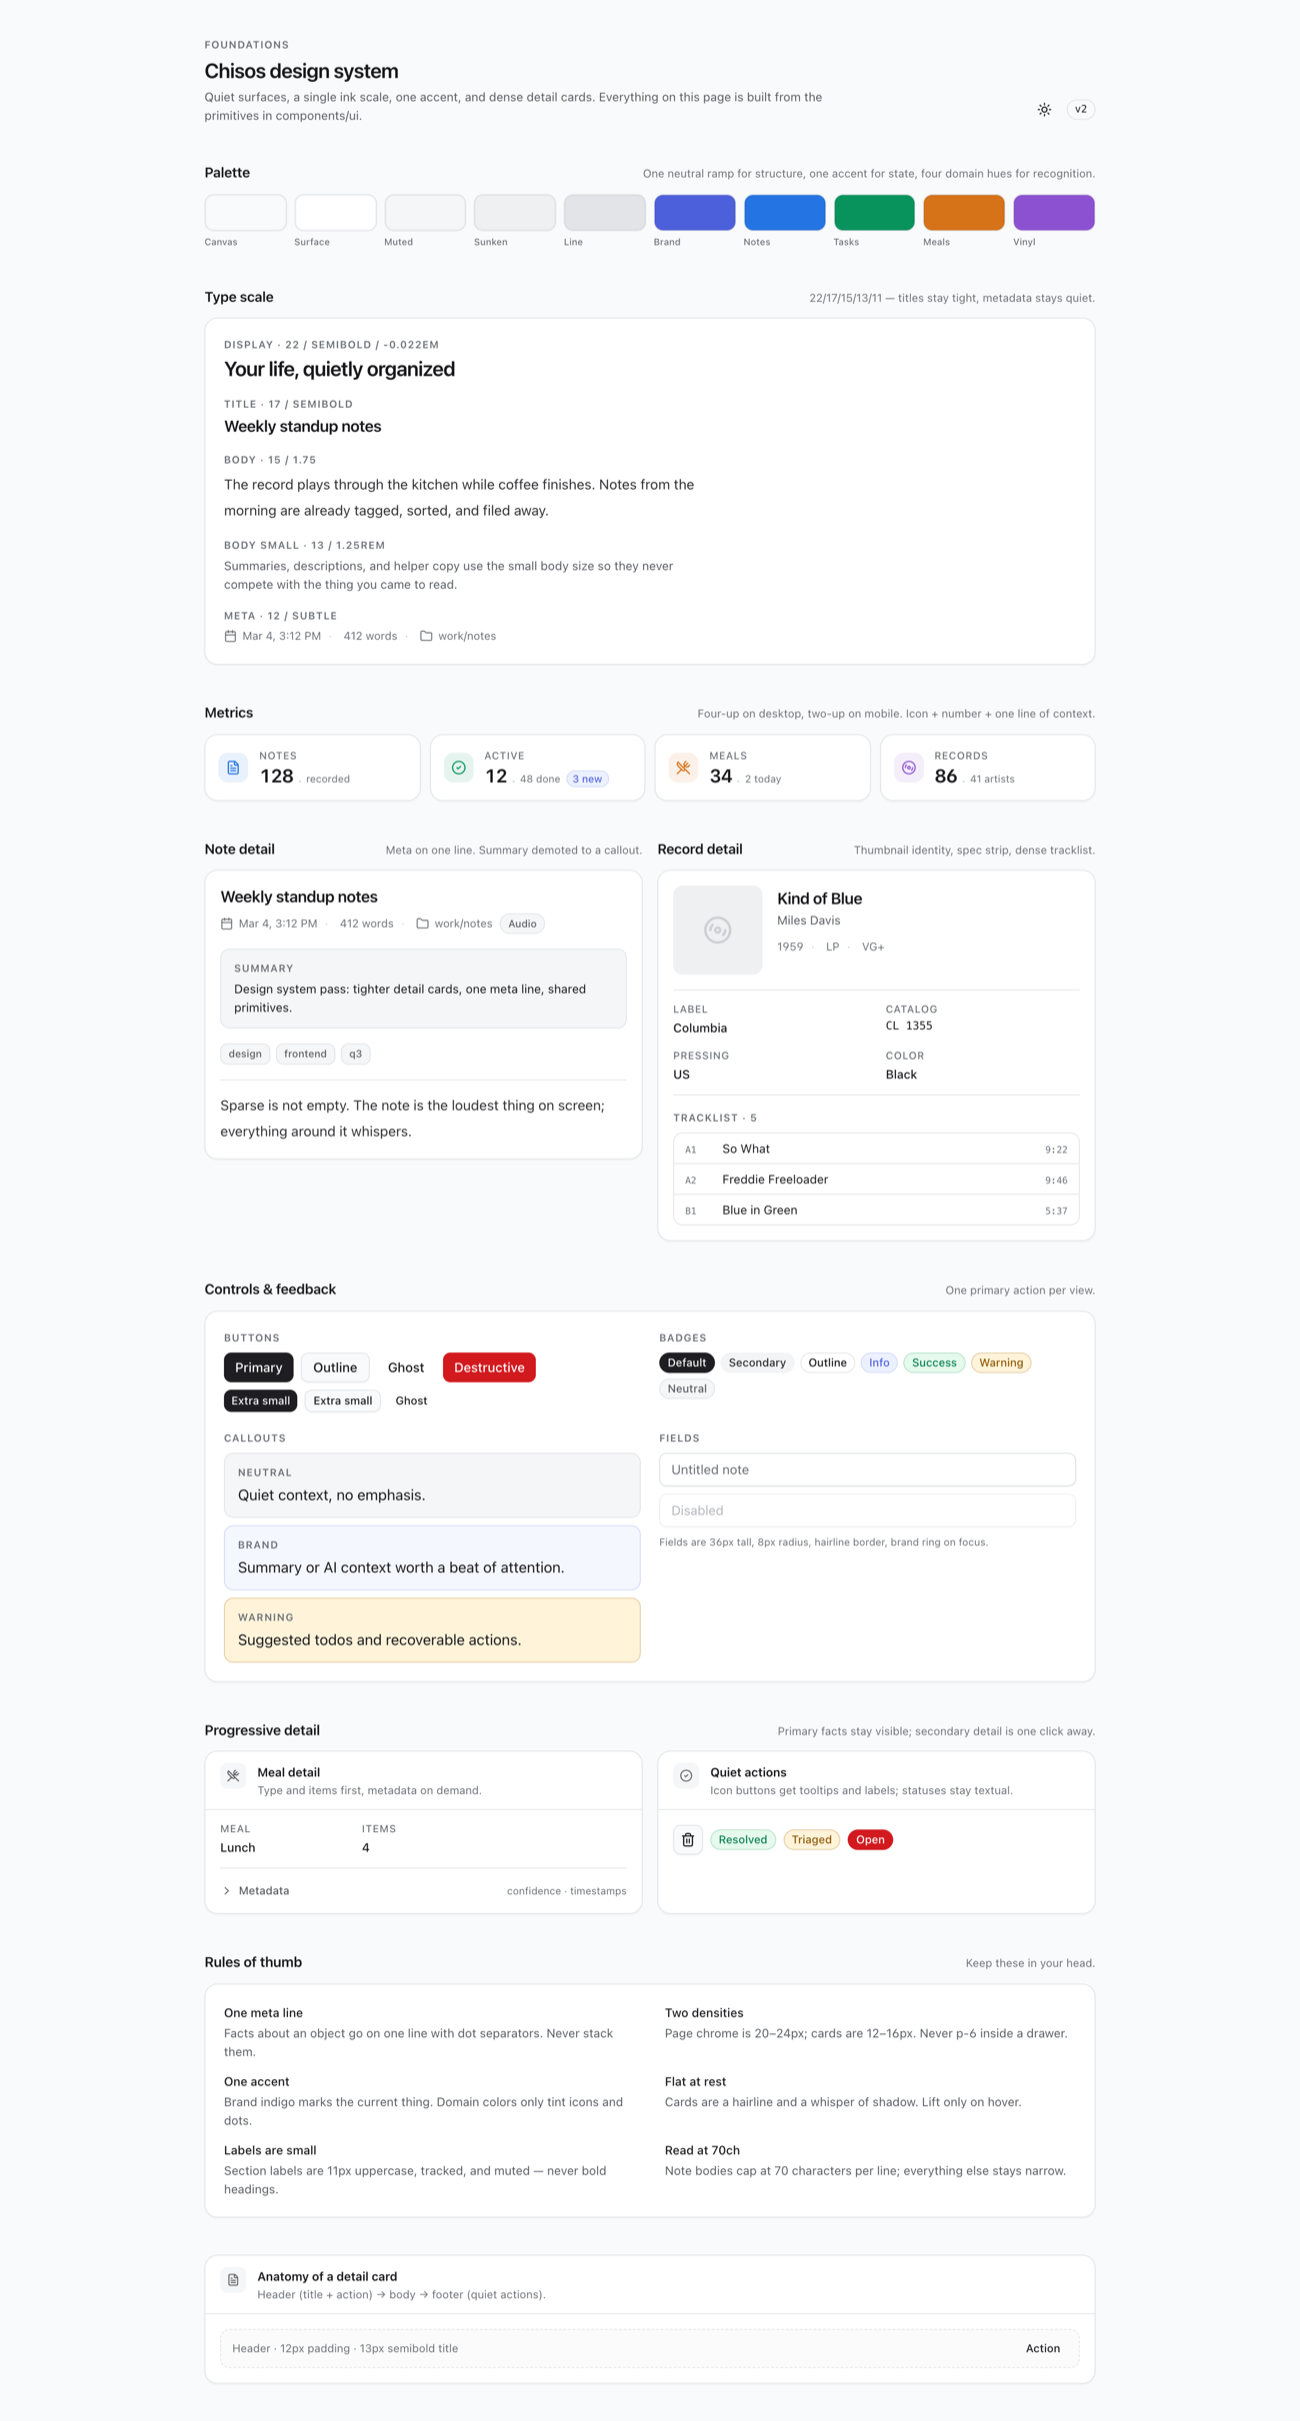 FOUNDATIONS
Chisos design system
Quiet surfaces, a single ink scale, one accent, and dense detail cards. Everything on this page is built from the
primitives in components/ui.
v2
Palette
One neutral ramp for structure, one accent for state, four domain hues for recognition.
Canvas
Surface
Muted
Sunken
Line
Brand
Notes
Tasks
Meals
Vinyl
Type scale
22/17/15/13/11 — titles stay tight, metadata stays quiet.
DISPLAY · 22 / SEMIBOLD / -0.022EM
Your life, quietly organized
TITLE · 17 / SEMIBOLD
Weekly standup notes
BODY · 15 / 1.75
The record plays through the kitchen while coffee finishes. Notes from the
morning are already tagged, sorted, and filed away.
BODY SMALL · 13 / 1.25REM
Summaries, descriptions, and helper copy use the small body size so they never
compete with the thing you came to read.
META · 12 / SUBTLE
Mar 4, 3:12 PM · 412 words · work/notes
Metrics
Four-up on desktop, two-up on mobile. Icon + number + one line of context.
NOTES
128 . recorded
ACTIVE
12 . 48 done 3 new
MEALS
34 . 2 today
RECORDS
86 . 41 artists
Note detail
Meta on one line. Summary demoted to a callout.
Weekly standup notes
Mar 4, 3:12 PM · 412 words · work/notes Audio
SUMMARY
Design system pass: tighter detail cards, one meta line, shared
primitives.
design frontend q3
Sparse is not empty. The note is the loudest thing on screen;
everything around it whispers.
Record detail
Thumbnail identity, spec strip, dense tracklist.
Kind of Blue
Miles Davis
1959 · LP · VG+
LABEL
Columbia
CATALOG
CL 1355
PRESSING
US
COLOR
Black
TRACKLIST · 5
A1 So What 9:22
A2 Freddie Freeloader 9:46
B1 Blue in Green 5:37
Controls & feedback
One primary action per view.
BUTTONS
Primary Outline Ghost Destructive
Extra small Extra small Ghost
BADGES
Default Secondary Outline Info Success Warning
Neutral
CALLOUTS
NEUTRAL
Quiet context, no emphasis.
BRAND
Summary or AI context worth a beat of attention.
WARNING
Suggested todos and recoverable actions.
FIELDS
Untitled note
Disabled
Fields are 36px tall, 8px radius, hairline border, brand ring on focus.
Progressive detail
Primary facts stay visible; secondary detail is one click away.
Meal detail
Type and items first, metadata on demand.
MEAL
Lunch
ITEMS
4
Metadata
confidence · timestamps
Quiet actions
Icon buttons get tooltips and labels; statuses stay textual.
Resolved Triaged Open
Rules of thumb
Keep these in your head.
One meta line
Facts about an object go on one line with dot separators. Never stack
them.
Two densities
Page chrome is 20–24px; cards are 12–16px. Never p-6 inside a drawer.
One accent
Brand indigo marks the current thing. Domain colors only tint icons and
dots.
Flat at rest
Cards are a hairline and a whisper of shadow. Lift only on hover.
Labels are small
Section labels are 11px uppercase, tracked, and muted — never bold
headings.
Read at 70ch
Note bodies cap at 70 characters per line; everything else stays narrow.
Anatomy of a detail card
Header (title + action) → body → footer (quiet actions).
Header · 12px padding · 13px semibold title
Action